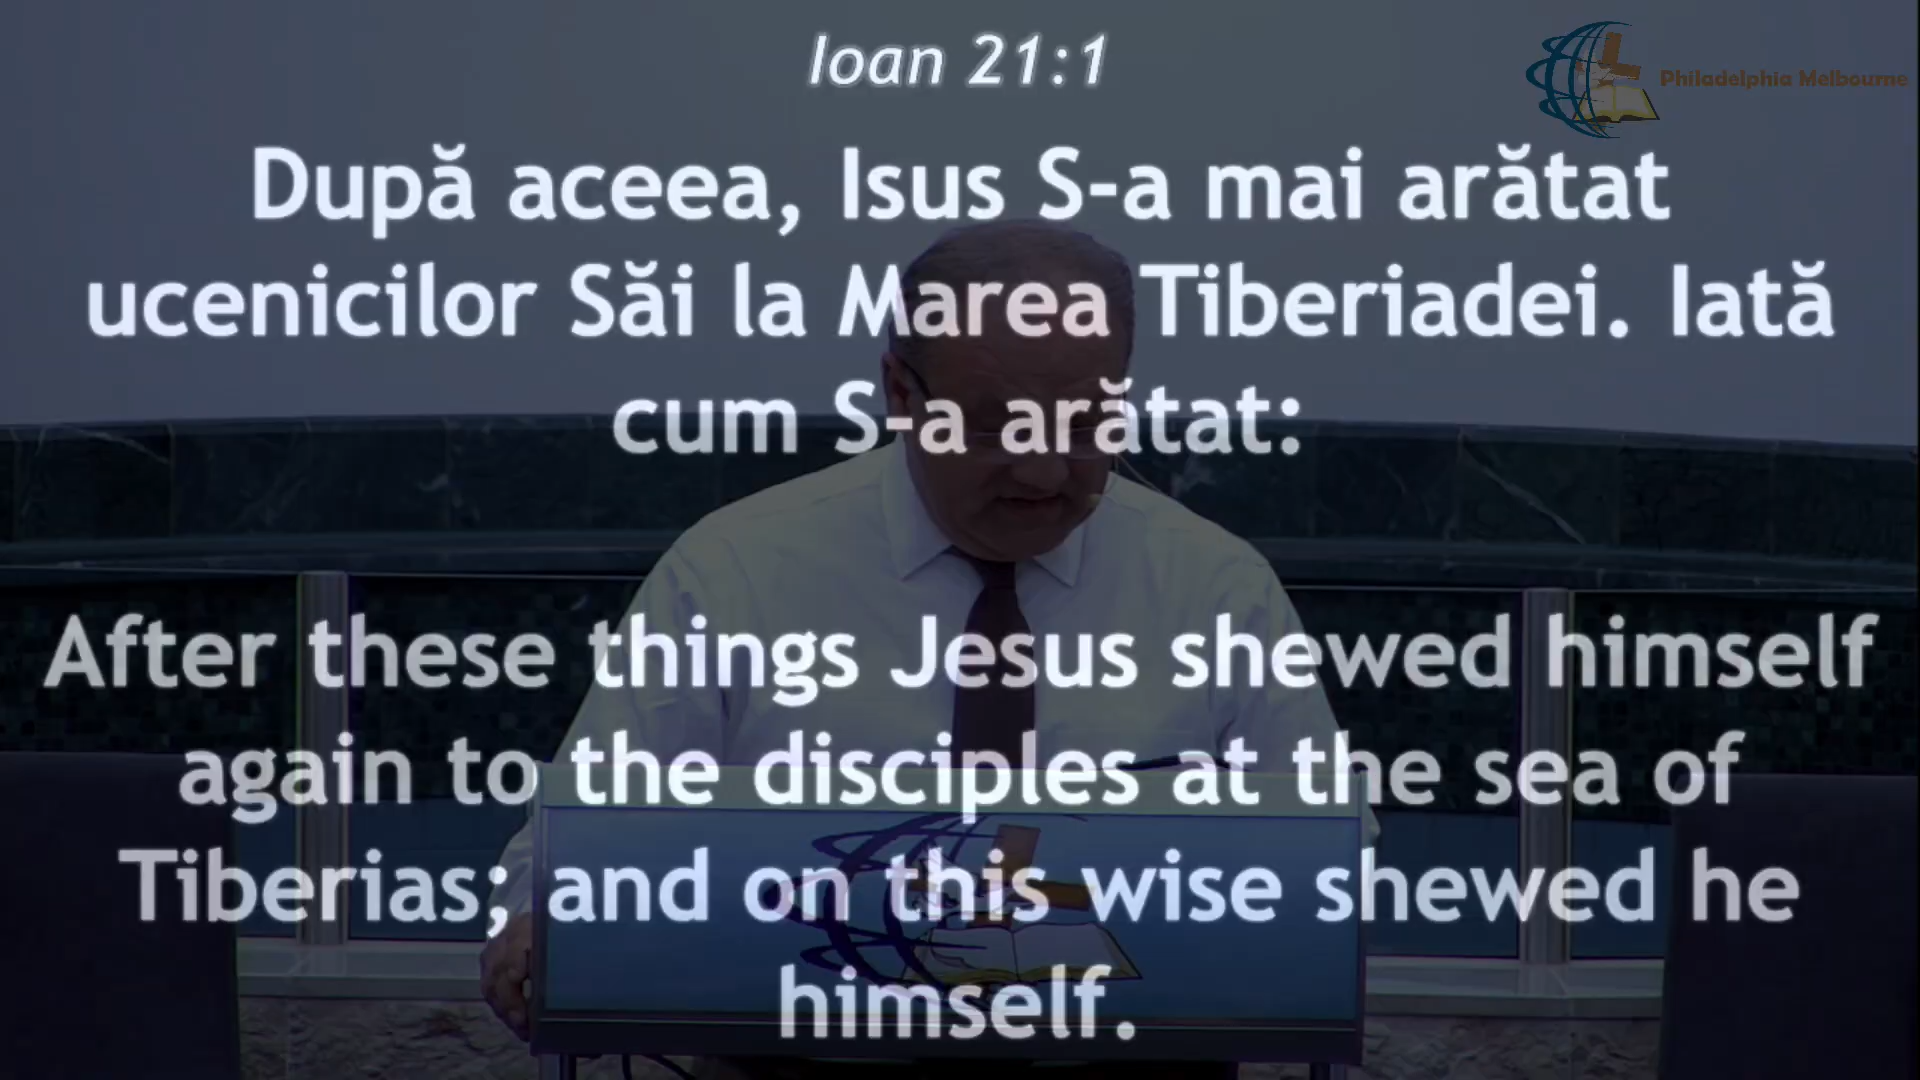 Ioan 21:1
Philadelphia Melbourne
După aceea, Isus S-a mai arătat
ucenicilor Săi la Marea Tiberiadei. Iată
cum S-a arătat:
After these things Jesus shewed himself
again to the disciples at the sea of
Tiberias; and on this wise shewed he
himself.